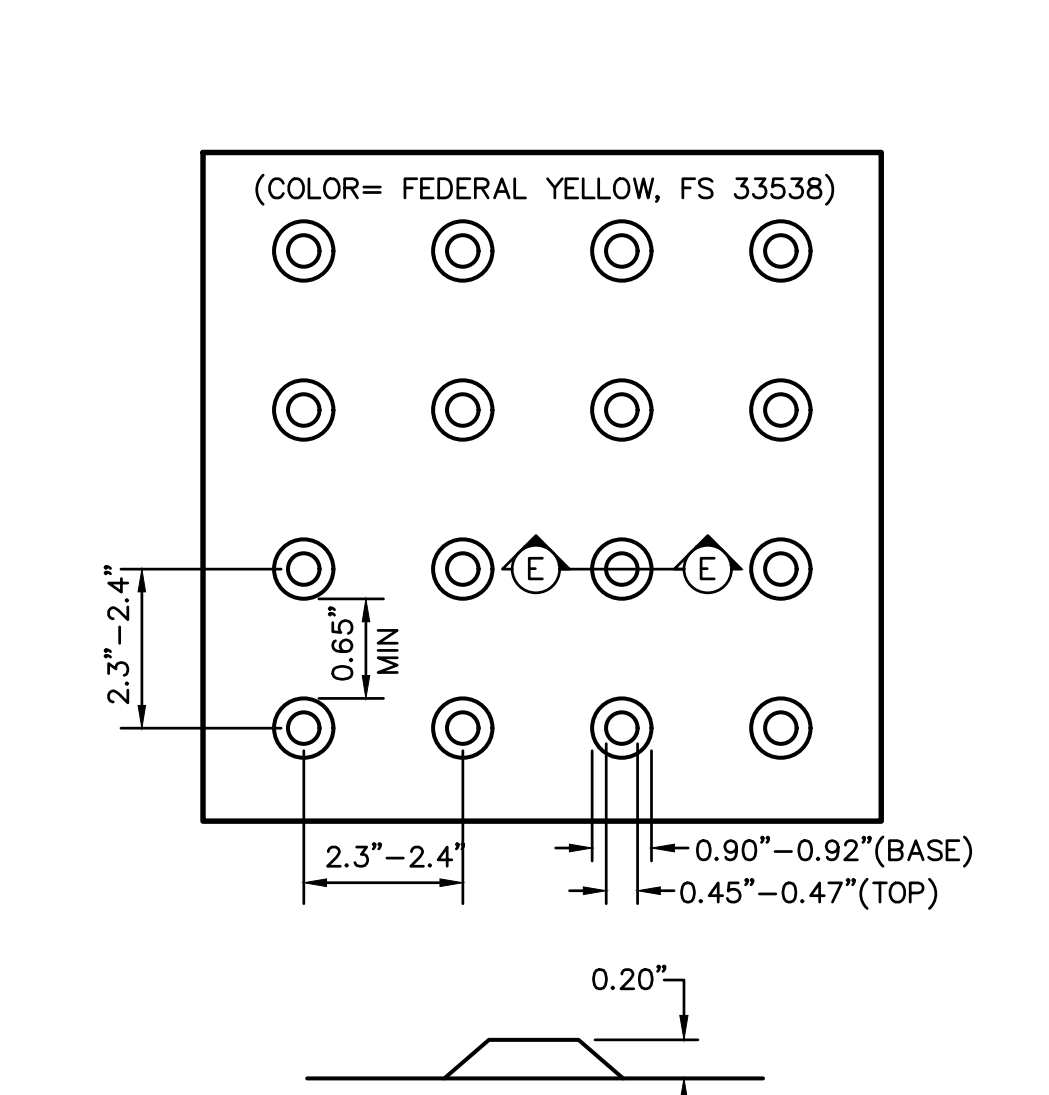 (COLOR= FEDERAL YELLOW, FS 33538)
E E
2.3”–2.4”
0.65”
MIN
2.3”–2.4”
0.90”–0.92”(BASE)
0.45”–0.47”(TOP)
0.20”